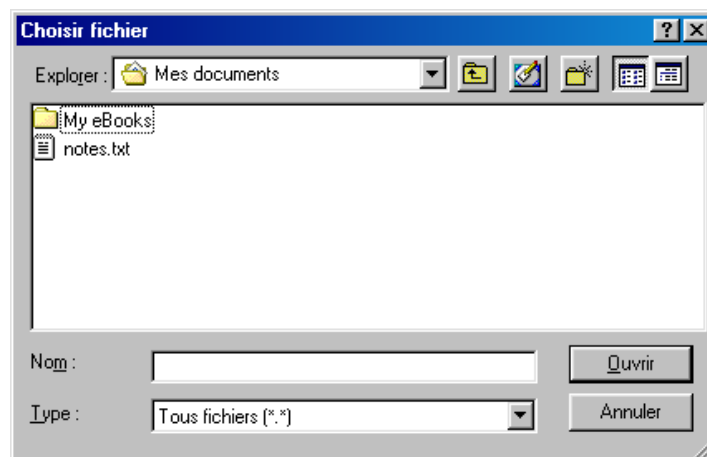 Choisir fichier
Explorer : Mes documents
My eBooks
notes.txt
Nom : Ouvrir
Type : Tous fichiers (*.*) Annuler